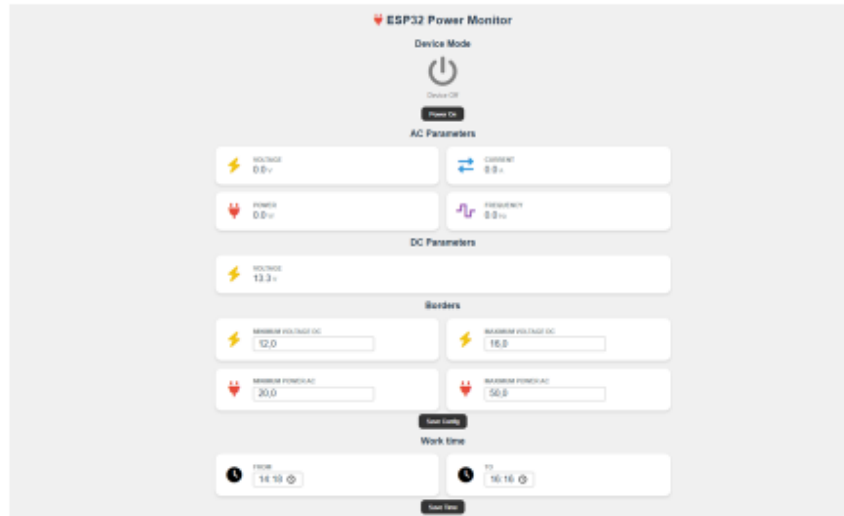 ESP32 Power Monitor
Device Mode
Device Off
Power On
AC Parameters
VOLTAGE
0.0 V
CURRENT
0.0 A
POWER
0.0 W
FREQUENCY
0.0 Hz
DC Parameters
VOLTAGE
13.3 V
Borders
MINIMUM VOLTAGE DC
12,0
MAXIMUM VOLTAGE DC
16,0
MINIMUM POWER AC
20,0
MAXIMUM POWER AC
50,0
Save Config
Work time
FROM
14:18
TO
16:16
Save Time